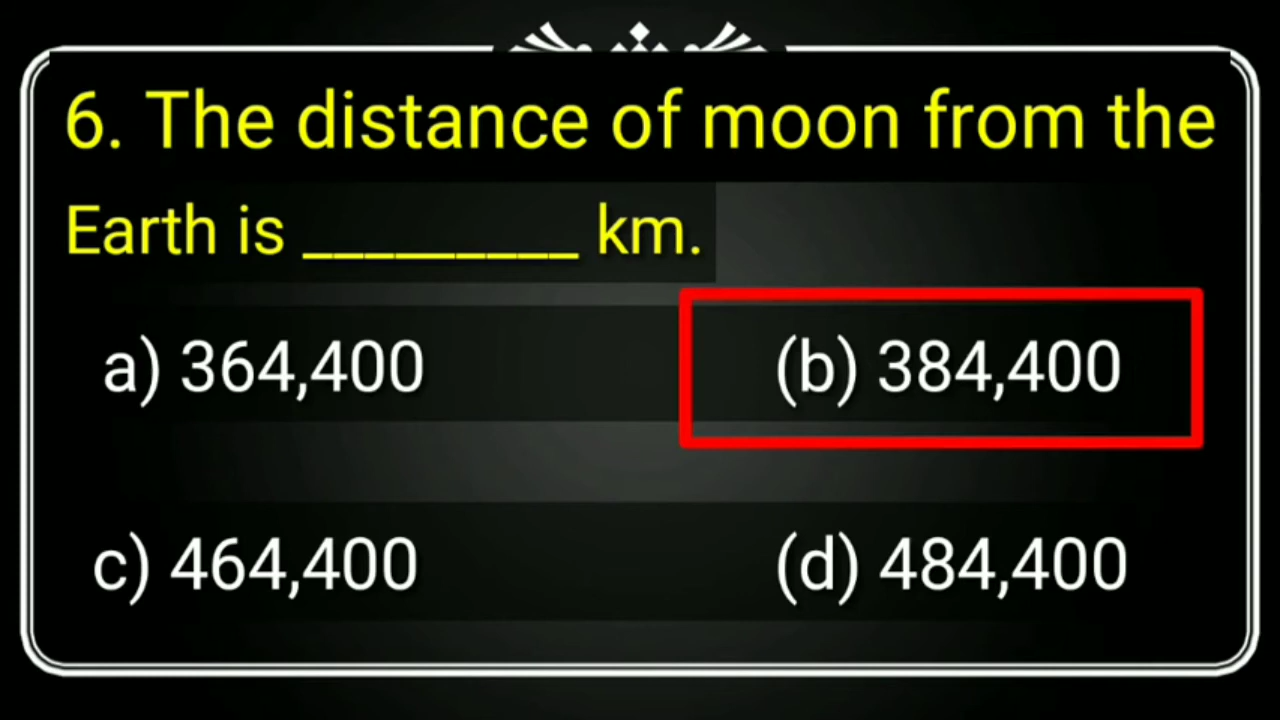 6. The distance of moon from the
Earth is _________ km.
a) 364,400 (b) 384,400
c) 464,400 (d) 484,400